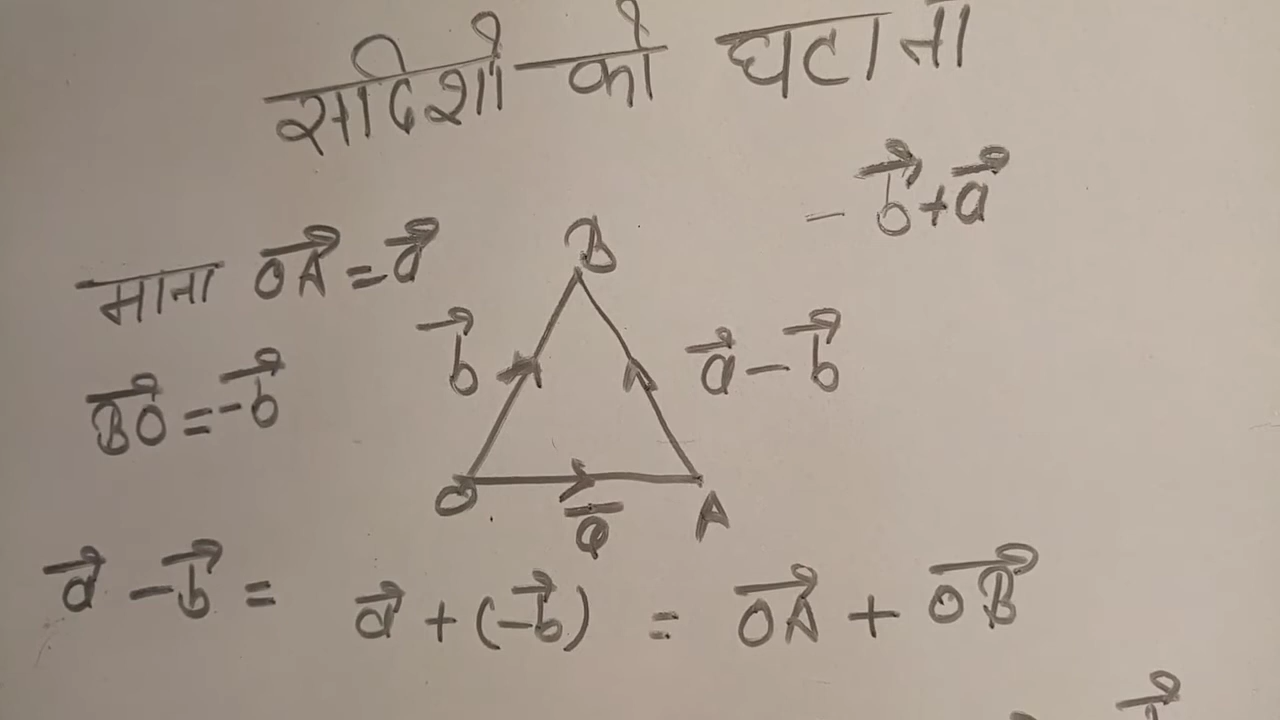 सदिशो को घटाना
-b⃗+a⃗
माना OA⃗=a⃗
B
b⃗
a⃗-b⃗
BO⃗=-b⃗
O
a⃗
A
a⃗-b⃗= a⃗+(-b⃗) = OA⃗+OB⃗